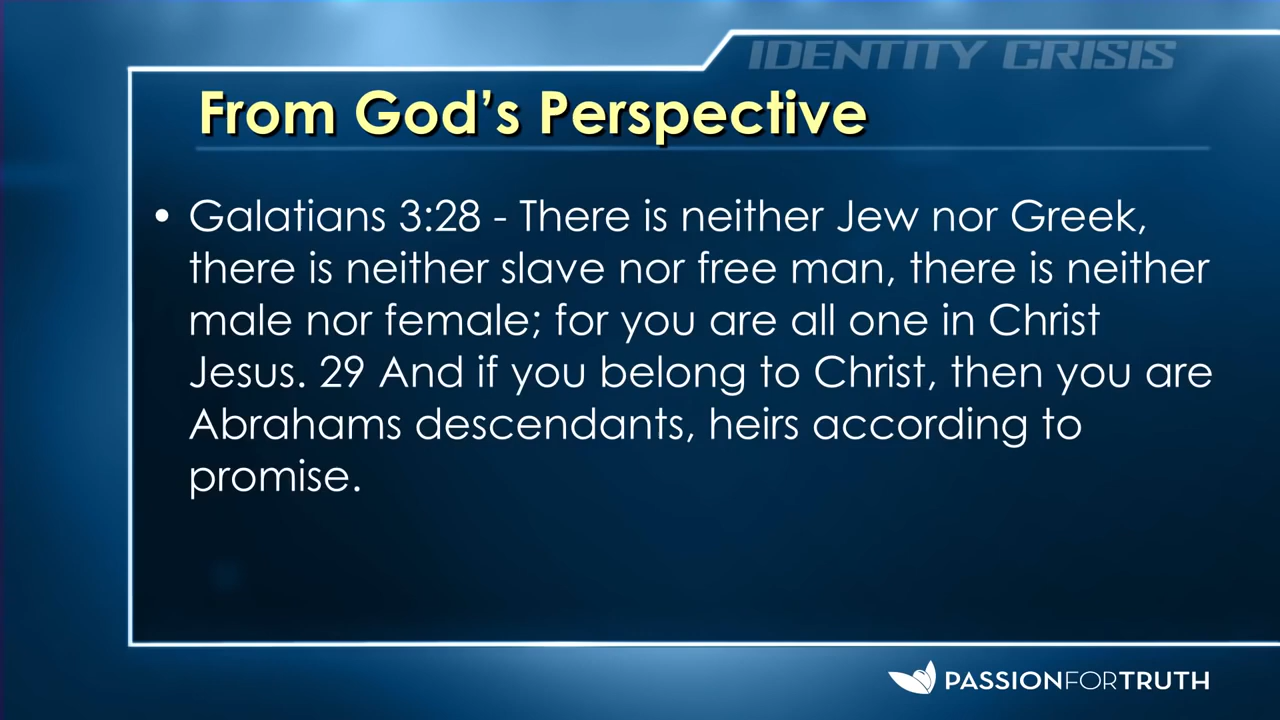 IDENTITY CRISIS
From God’s Perspective
• Galatians 3:28 - There is neither Jew nor Greek,
there is neither slave nor free man, there is neither
male nor female; for you are all one in Christ
Jesus. 29 And if you belong to Christ, then you are
Abrahams descendants, heirs according to
promise.
PASSIONFORTRUTH